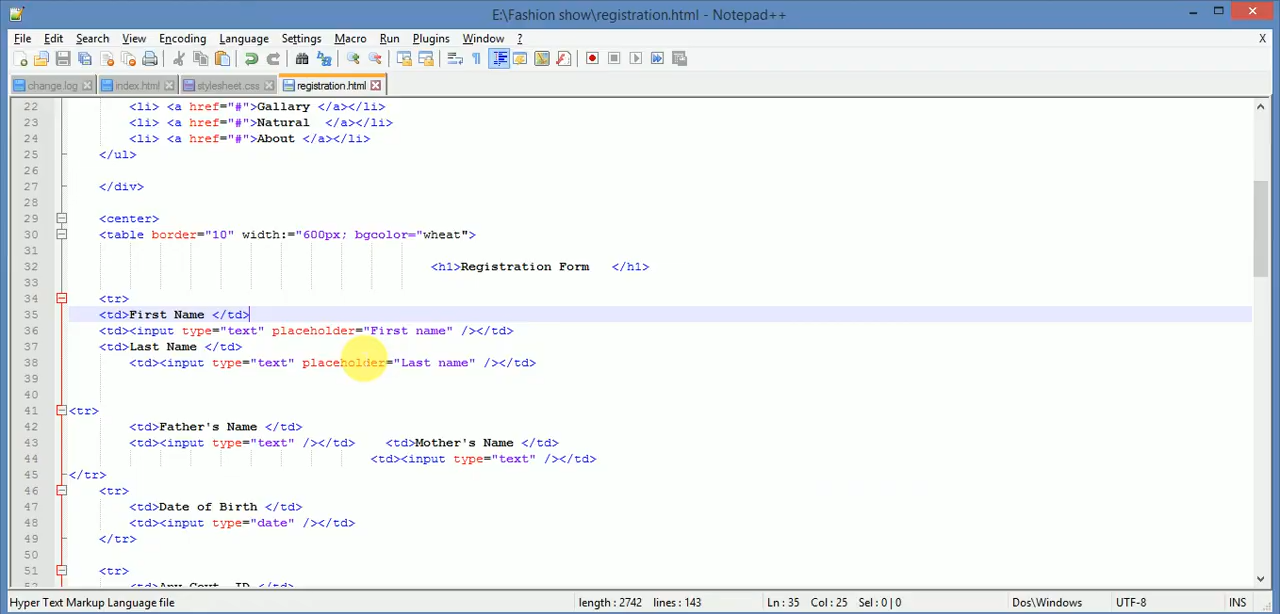 E:\Fashion show\registration.html - Notepad++
File Edit Search View Encoding Language Settings Macro Run Plugins Window ? X
change.log index.html stylesheet.css registration.html
22 <li> <a href="#">Gallary </a></li>
23 <li> <a href="#">Natural </a></li>
24 <li> <a href="#">About </a></li>
25 </ul>
26
27 </div>
28
29 <center>
30 <table border="10" width:="600px; bgcolor="wheat">
31
32 <h1>Registration Form </h1>
33
34 <tr>
35 <td>First Name </td>
36 <td><input type="text" placeholder="First name" /></td>
37 <td>Last Name </td>
38 <td><input type="text" placeholder="Last name" /></td>
39
40
41 <tr>
42 <td>Father's Name </td>
43 <td><input type="text" /></td> <td>Mother's Name </td>
44 <td><input type="text" /></td>
45 </tr>
46 <tr>
47 <td>Date of Birth </td>
48 <td><input type="date" /></td>
49 </tr>
50
51 <tr>
52 <td>Any Govt. ID </td>
Hyper Text Markup Language file length : 2742 lines : 143 Ln : 35 Col : 25 Sel : 0 | 0 Dos\Windows UTF-8 INS